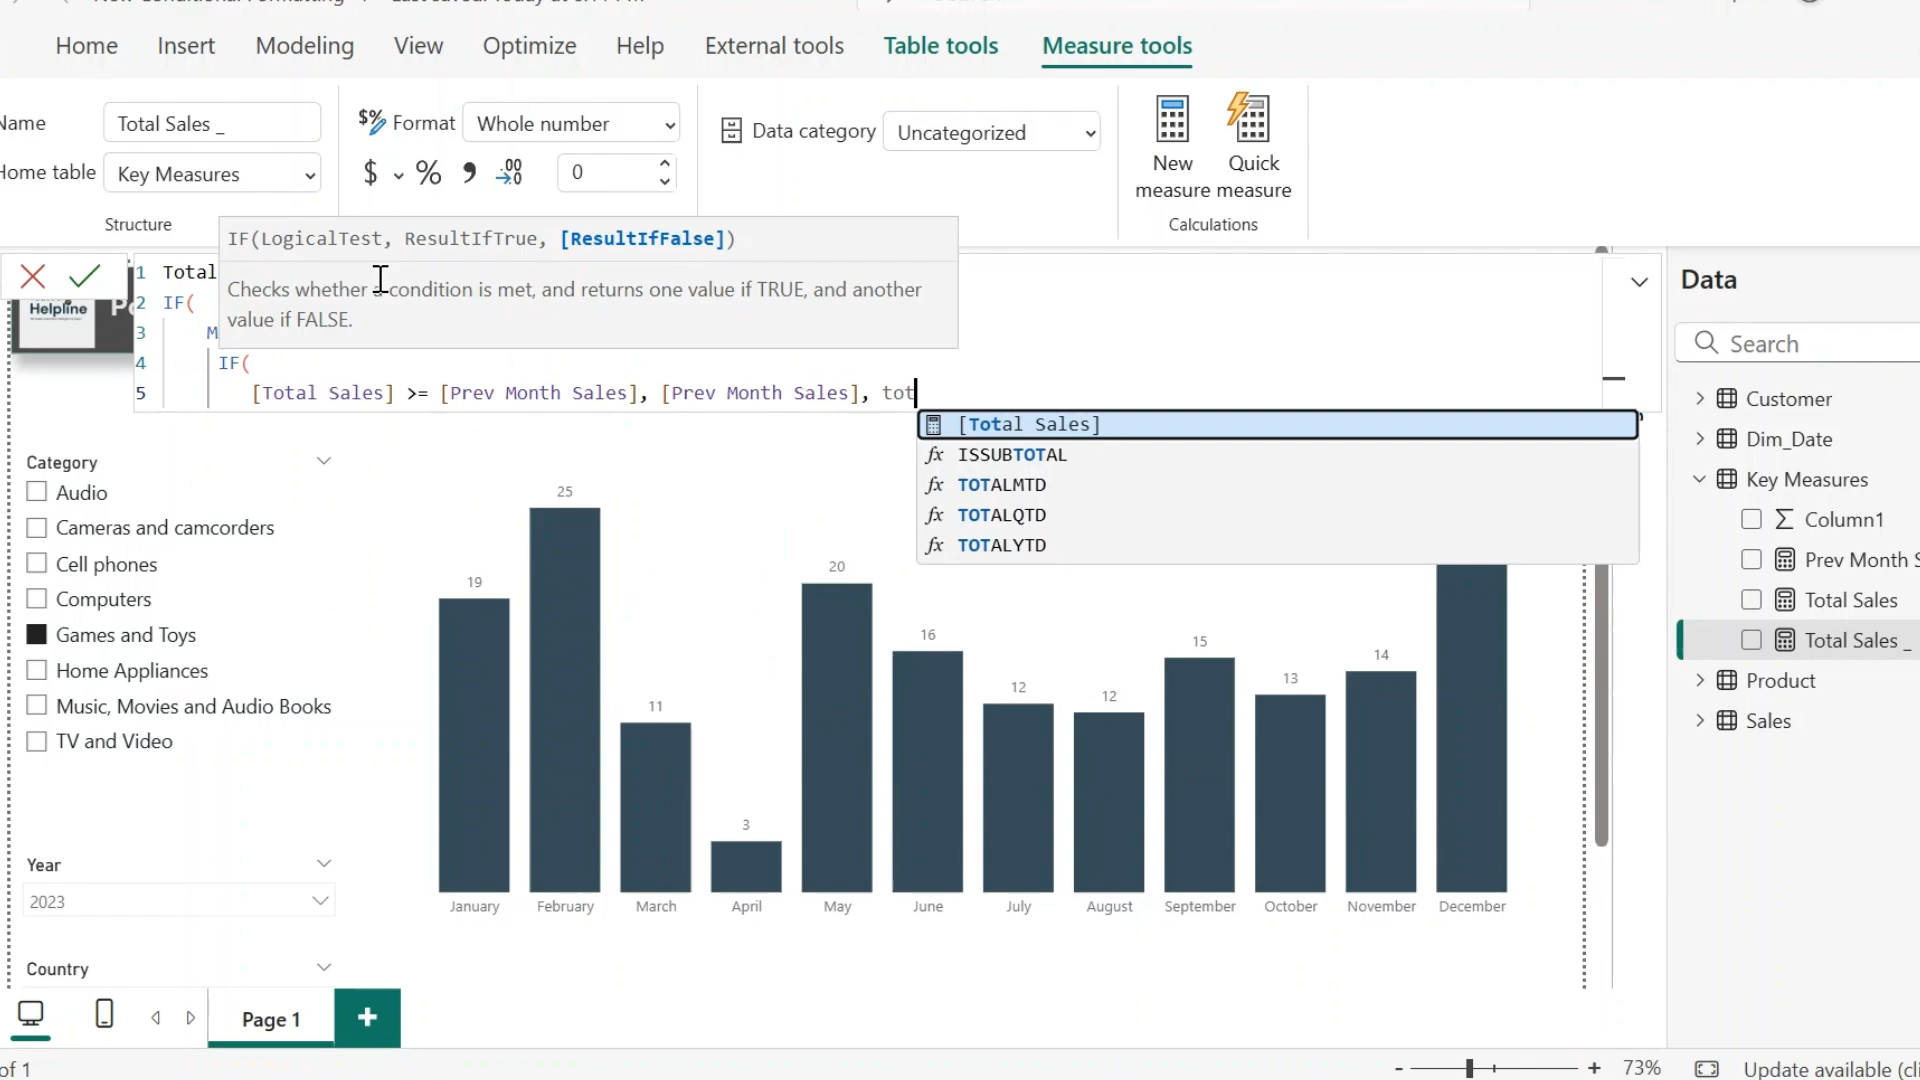 Home Insert Modeling View Optimize Help External tools Table tools Measure tools
Name Total Sales _
Home table Key Measures
Structure
$% Format Whole number
$ % , .00 0
Data category Uncategorized
New measure
Quick measure
Calculations
IF(LogicalTest, ResultIfTrue, [ResultIfFalse])
Checks whether a condition is met, and returns one value if TRUE, and another
value if FALSE.
1 Total
2 IF(
3 M
4 IF(
5 [Total Sales] >= [Prev Month Sales], [Prev Month Sales], tot
[Total Sales]
ISSUBTOTAL
TOTALMTD
TOTALQTD
TOTALYTD
Helpline
Category
Audio
Cameras and camcorders
Cell phones
Computers
Games and Toys
Home Appliances
Music, Movies and Audio Books
TV and Video
Year
2023
Country
19 25 11 3 20 16 12 12 15 13 14
January February March April May June July August September October November December
Data
Search
Customer
Dim_Date
Key Measures
Column1
Prev Month S
Total Sales
Total Sales _
Product
Sales
Page 1
of 1
- + 73% Update available (cli